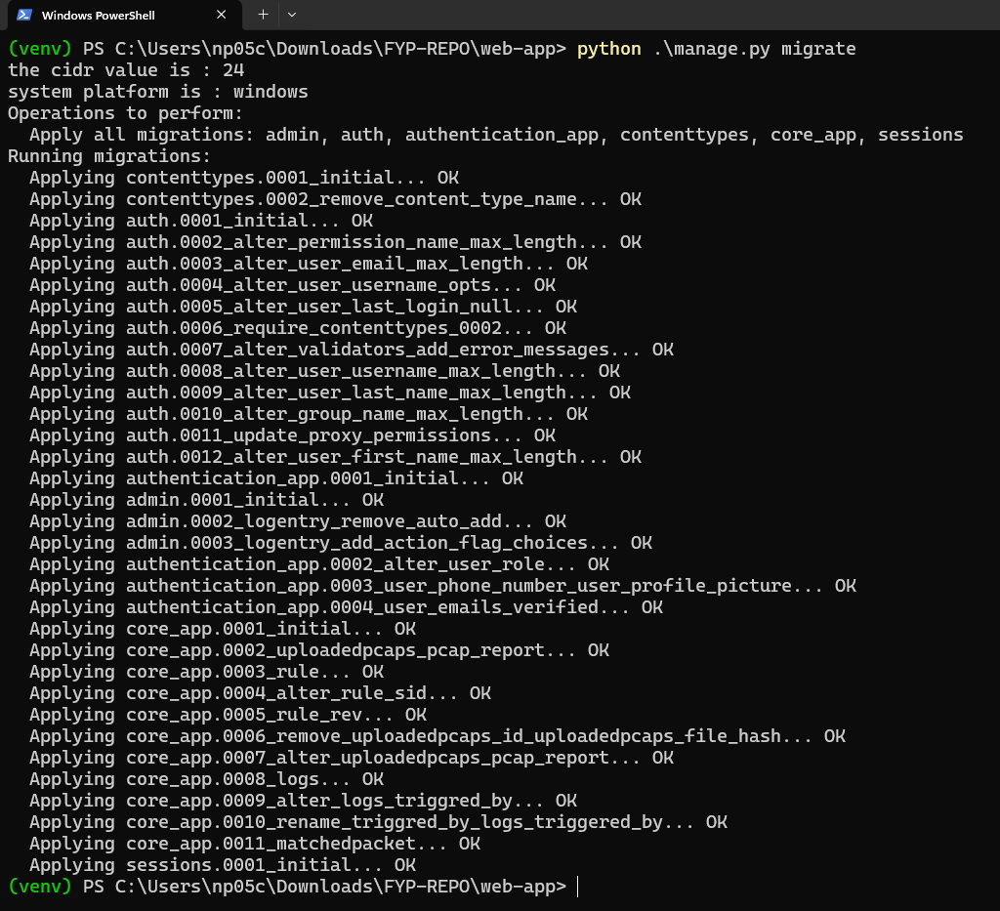 Windows PowerShell
(venv) PS C:\Users\np05c\Downloads\FYP-REPO\web-app> python .\manage.py migrate
the cidr value is : 24
system platform is : windows
Operations to perform:
  Apply all migrations: admin, auth, authentication_app, contenttypes, core_app, sessions
Running migrations:
  Applying contenttypes.0001_initial... OK
  Applying contenttypes.0002_remove_content_type_name... OK
  Applying auth.0001_initial... OK
  Applying auth.0002_alter_permission_name_max_length... OK
  Applying auth.0003_alter_user_email_max_length... OK
  Applying auth.0004_alter_user_username_opts... OK
  Applying auth.0005_alter_user_last_login_null... OK
  Applying auth.0006_require_contenttypes_0002... OK
  Applying auth.0007_alter_validators_add_error_messages... OK
  Applying auth.0008_alter_user_username_max_length... OK
  Applying auth.0009_alter_user_last_name_max_length... OK
  Applying auth.0010_alter_group_name_max_length... OK
  Applying auth.0011_update_proxy_permissions... OK
  Applying auth.0012_alter_user_first_name_max_length... OK
  Applying authentication_app.0001_initial... OK
  Applying admin.0001_initial... OK
  Applying admin.0002_logentry_remove_auto_add... OK
  Applying admin.0003_logentry_add_action_flag_choices... OK
  Applying authentication_app.0002_alter_user_role... OK
  Applying authentication_app.0003_user_phone_number_user_profile_picture... OK
  Applying authentication_app.0004_user_emails_verified... OK
  Applying core_app.0001_initial... OK
  Applying core_app.0002_uploadedpcaps_pcap_report... OK
  Applying core_app.0003_rule... OK
  Applying core_app.0004_alter_rule_sid... OK
  Applying core_app.0005_rule_rev... OK
  Applying core_app.0006_remove_uploadedpcaps_id_uploadedpcaps_file_hash... OK
  Applying core_app.0007_alter_uploadedpcaps_pcap_report... OK
  Applying core_app.0008_logs... OK
  Applying core_app.0009_alter_logs_triggred_by... OK
  Applying core_app.0010_rename_triggred_by_logs_triggered_by... OK
  Applying core_app.0011_matchedpacket... OK
  Applying sessions.0001_initial... OK
(venv) PS C:\Users\np05c\Downloads\FYP-REPO\web-app>